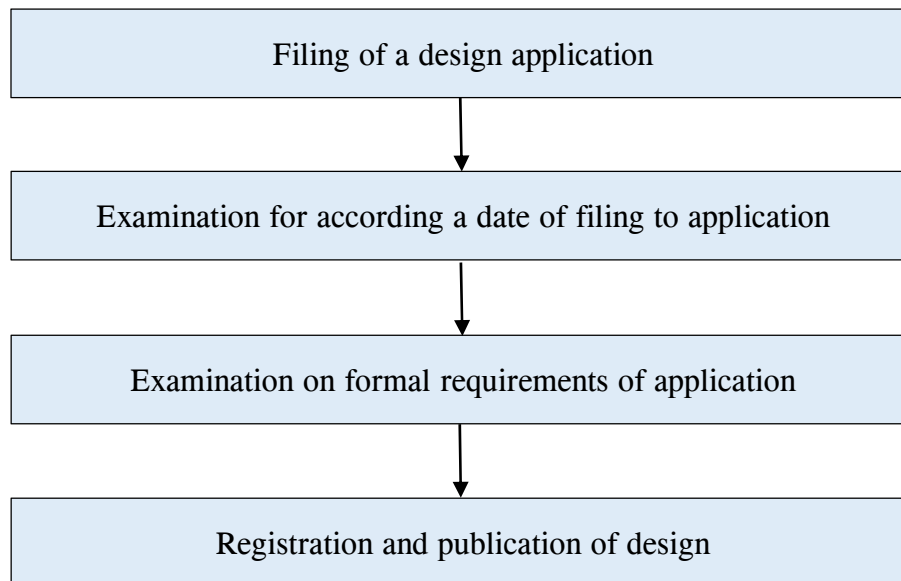 Filing of a design application
Examination for according a date of filing to application
Examination on formal requirements of application
Registration and publication of design